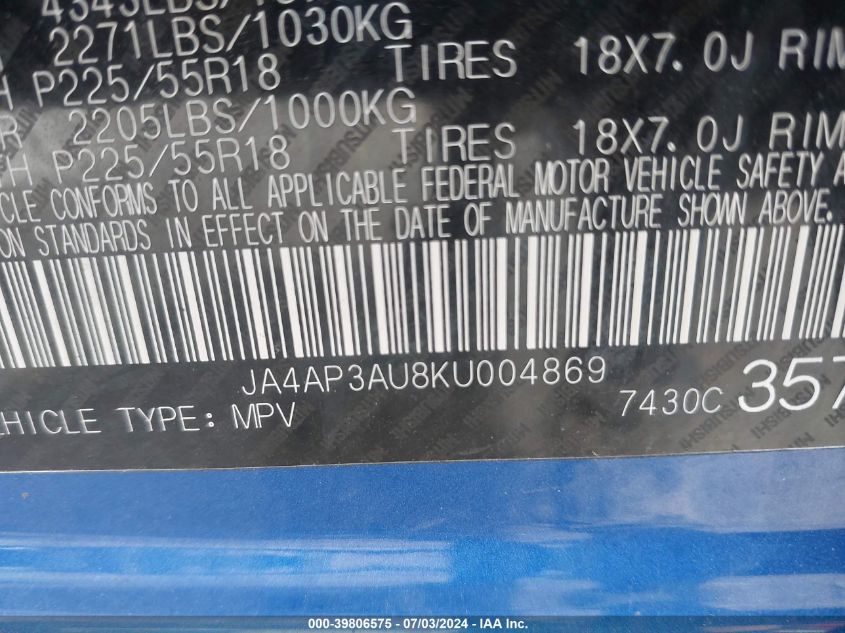 2271LBS/1030KG
P225/55R18 TIRES 18X7.0J RIM
2205LBS/1000KG
P225/55R18 TIRES 18X7.0J RIM
CONFORMS TO ALL APPLICABLE FEDERAL MOTOR VEHICLE SAFETY
STANDARDS IN EFFECT ON THE DATE OF MANUFACTURE SHOWN ABOVE.
JA4AP3AU8KU004869
EHICLE TYPE: MPV 7430C 357
000-39806575 - 07/03/2024 - IAA Inc.